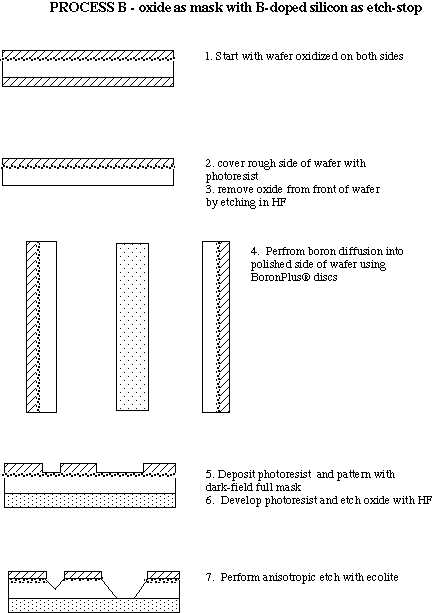 PROCESS B - oxide as mask with B-doped silicon as etch-stop
1. Start with wafer oxidized on both sides
2. cover rough side of wafer with
photoresist
3. remove oxide from front of wafer
by etching in HF
4. Perfrom boron diffusion into
polished side of wafer using
BoronPlus® discs
5. Deposit photoresist and pattern with
dark-field full mask
6. Develop photoresist and etch oxide with HF
7. Perform anisotropic etch with ecolite